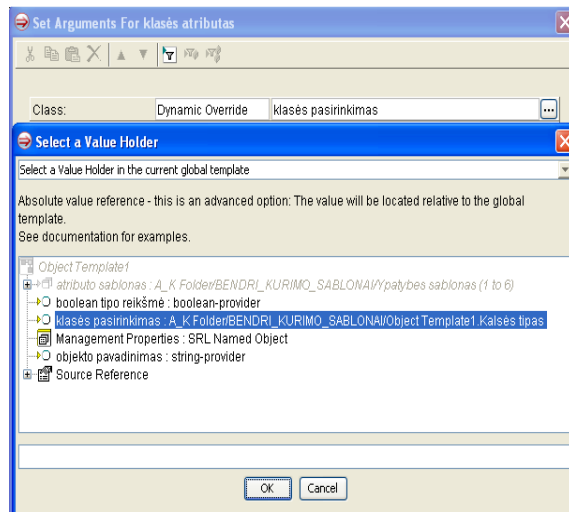 Set Arguments For klasės atributas
Class: Dynamic Override klasės pasirinkimas ...
Select a Value Holder
Select a Value Holder in the current global template
Absolute value reference - this is an advanced option: The value will be located relative to the global
template.
See documentation for examples.
Object Template1
atributo sablonas : A_K Folder/BENDRI_KURIMO_SABLONAI/Ypatybes sablonas (1 to 6)
boolean tipo reikšmė : boolean-provider
klasės pasirinkimas : A_K Folder/BENDRI_KURIMO_SABLONAI/Object Template1.Kalsės tipas
Management Properties : SRL Named Object
objekto pavadinimas : string-provider
Source Reference
OK Cancel